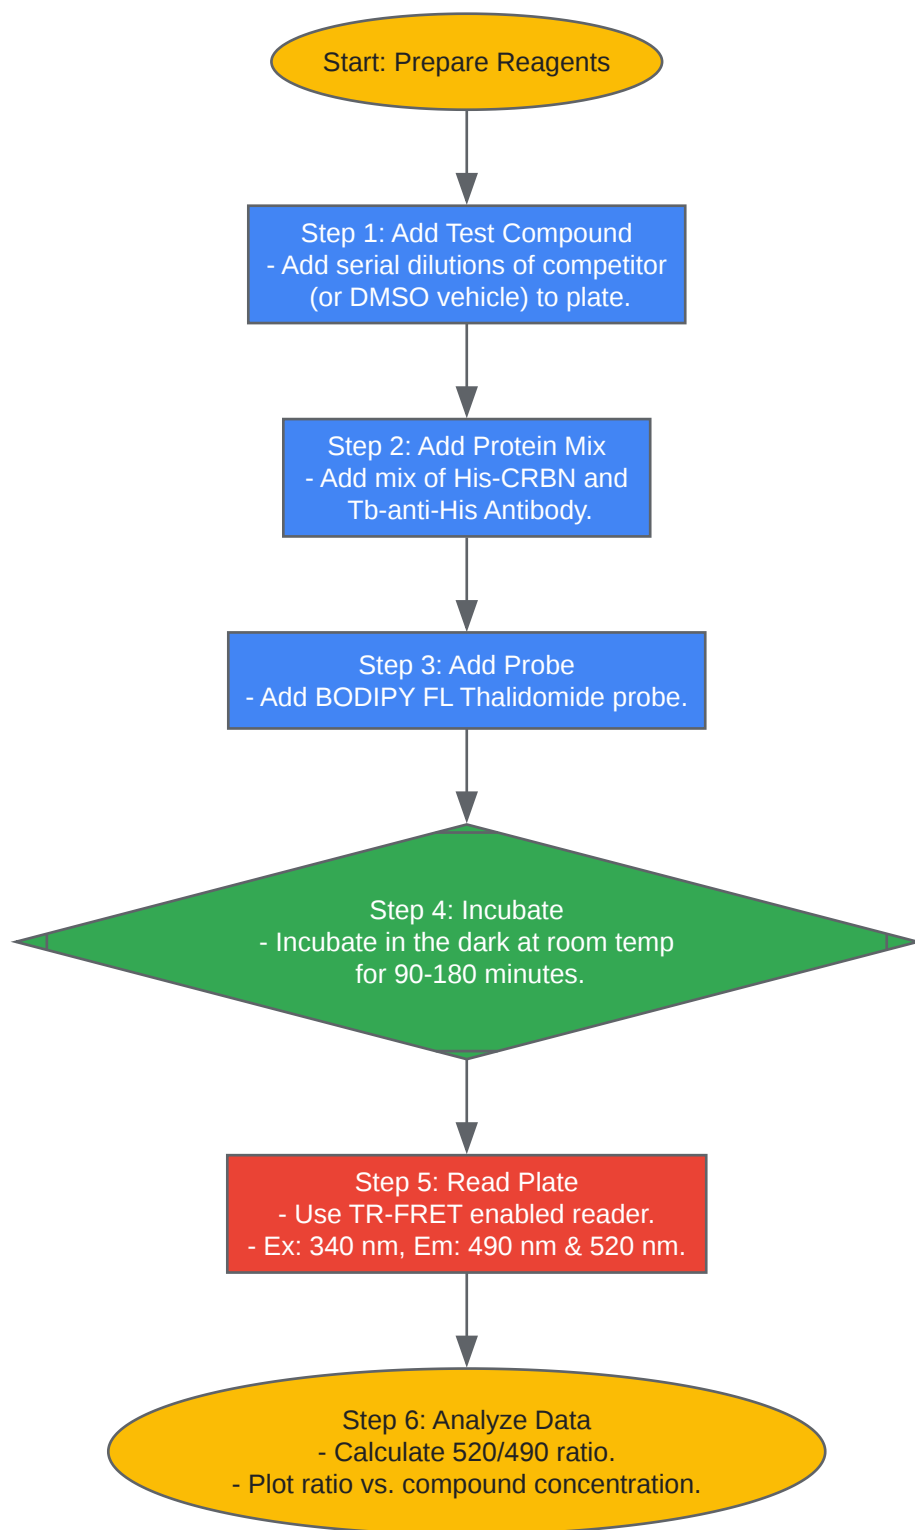 Start: Prepare Reagents
Step 1: Add Test Compound
- Add serial dilutions of competitor
(or DMSO vehicle) to plate.
Step 2: Add Protein Mix
- Add mix of His-CRBN and
Tb-anti-His Antibody.
Step 3: Add Probe
- Add BODIPY FL Thalidomide probe.
Step 4: Incubate
- Incubate in the dark at room temp
for 90-180 minutes.
Step 5: Read Plate
- Use TR-FRET enabled reader.
- Ex: 340 nm, Em: 490 nm & 520 nm.
Step 6: Analyze Data
- Calculate 520/490 ratio.
- Plot ratio vs. compound concentration.